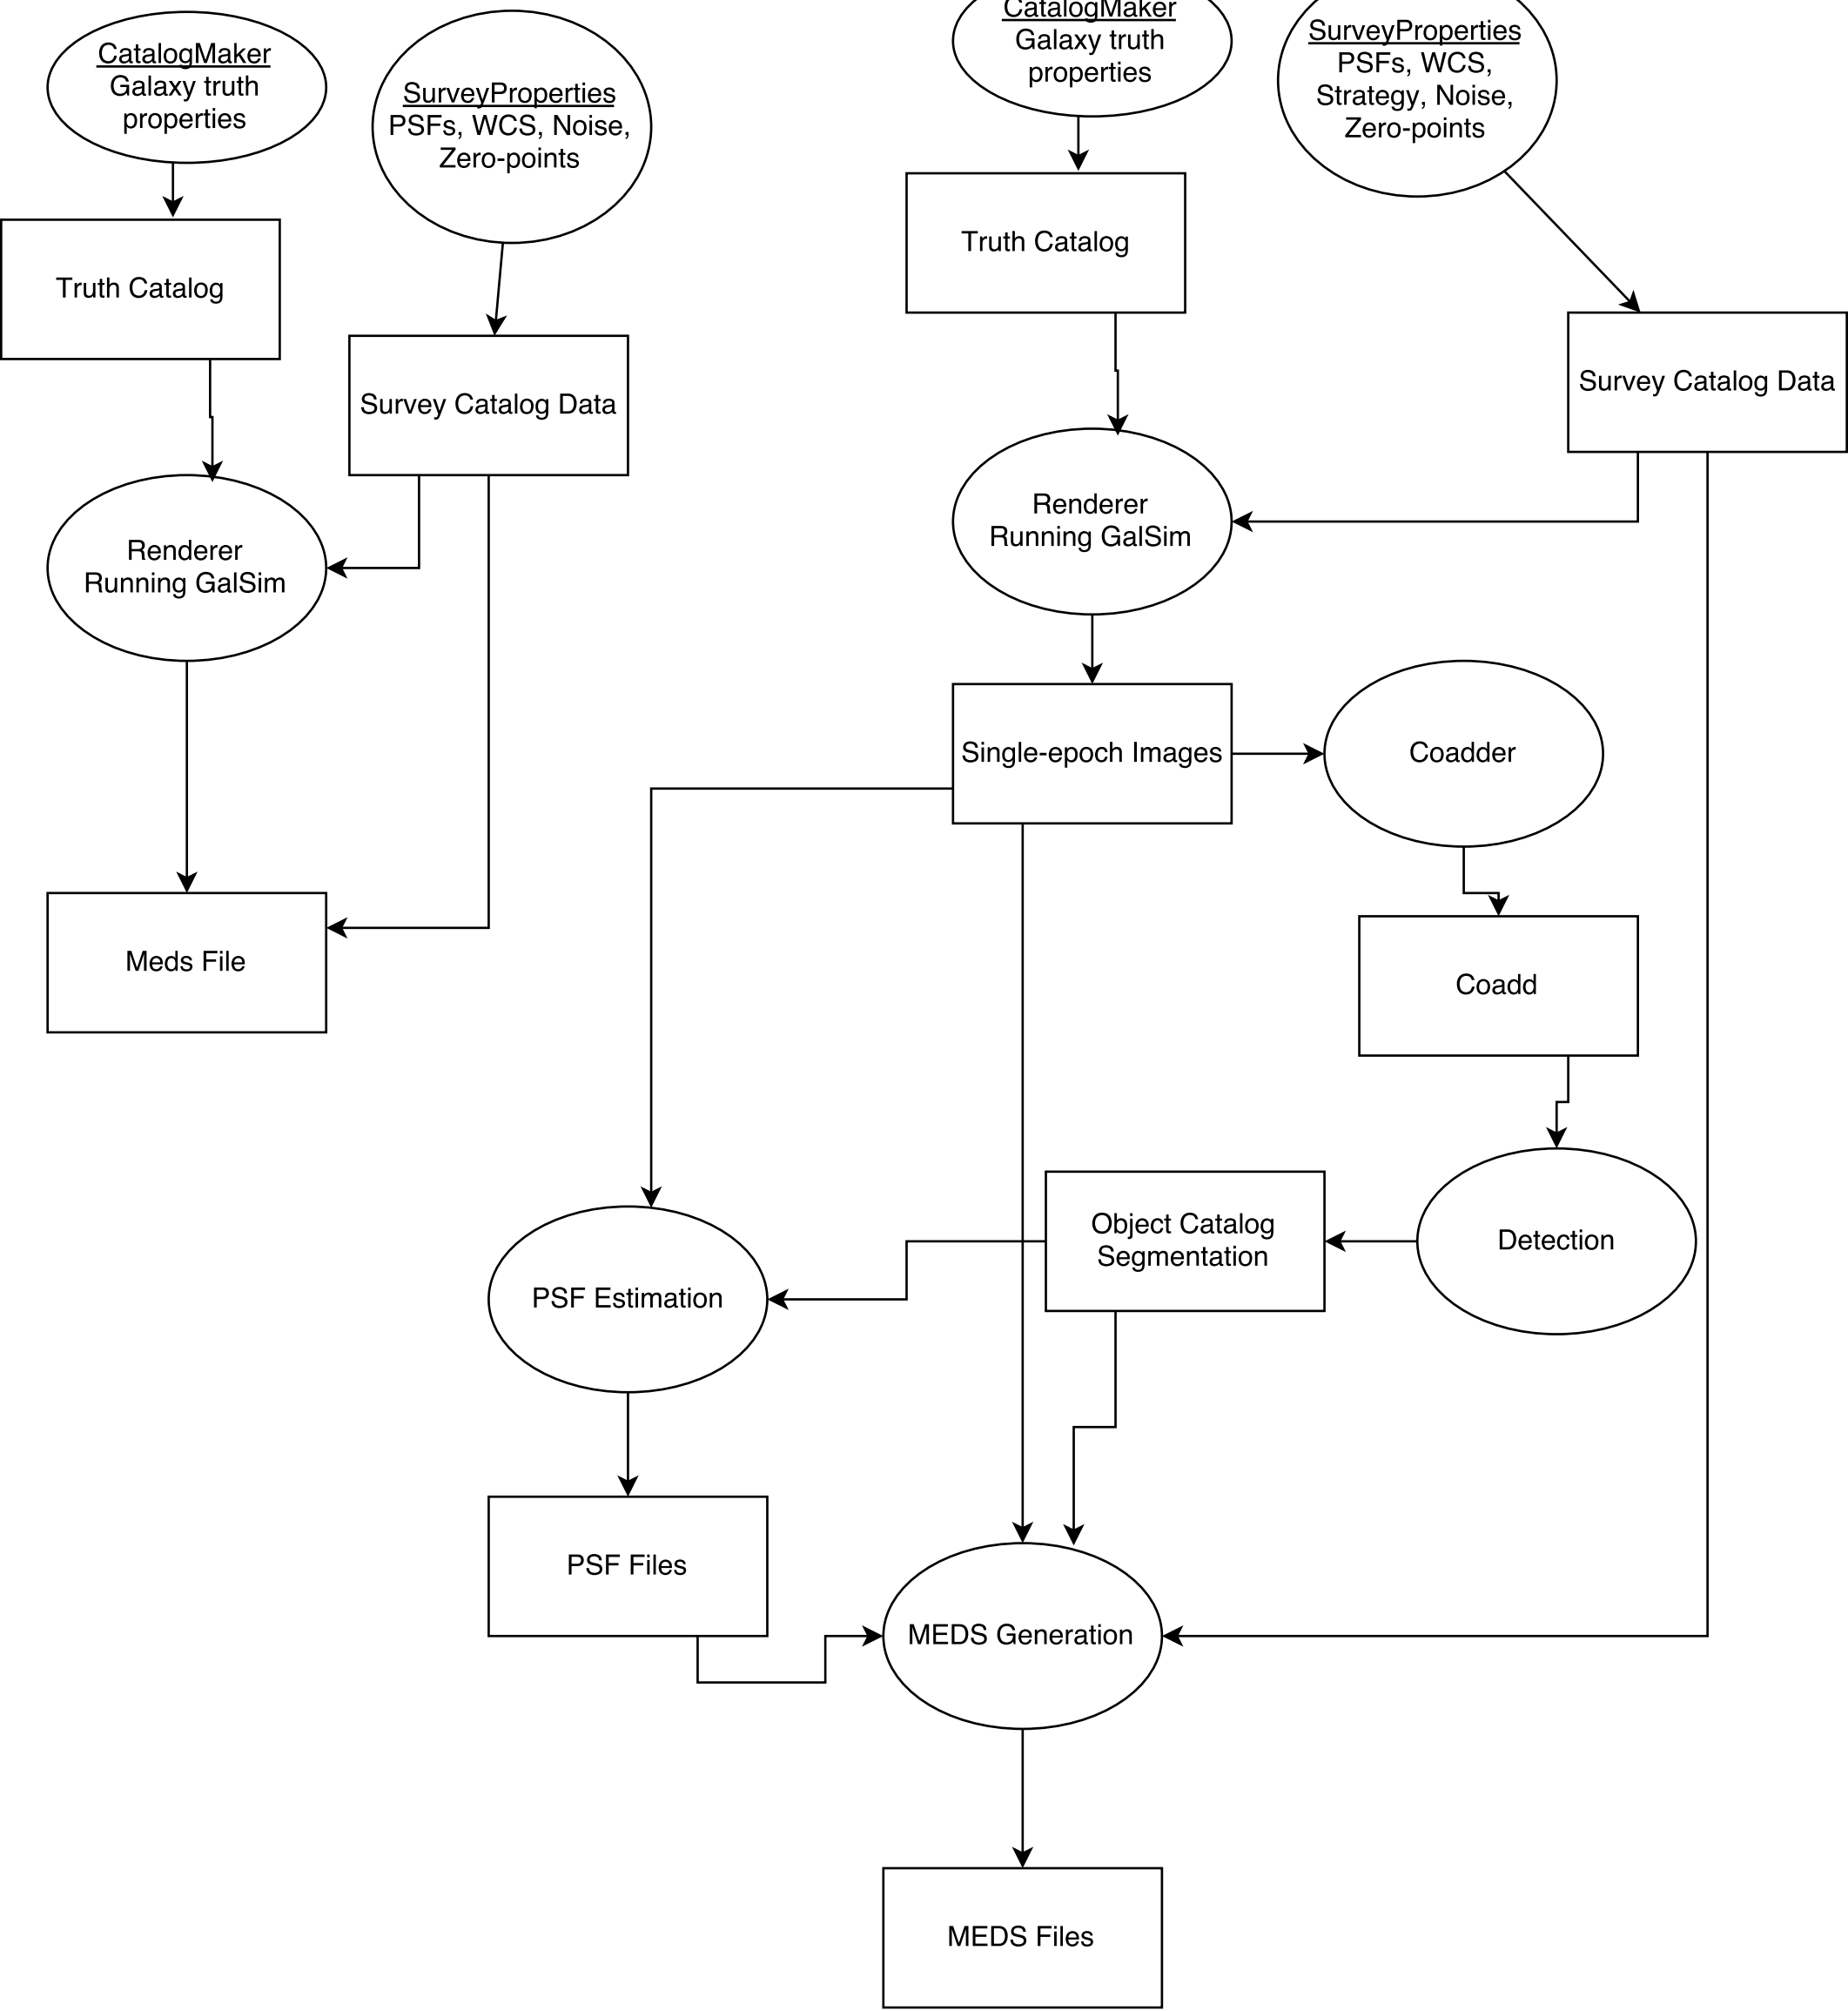 CatalogMaker
Galaxy truth
properties
SurveyProperties
PSFs, WCS, Noise,
Zero-points
Truth Catalog
Survey Catalog Data
Renderer
Running GalSim
Meds File
CatalogMaker
Galaxy truth
properties
SurveyProperties
PSFs, WCS,
Strategy, Noise,
Zero-points
Truth Catalog
Survey Catalog Data
Renderer
Running GalSim
Single-epoch Images
Coadder
Coadd
Detection
Object Catalog
Segmentation
PSF Estimation
PSF Files
MEDS Generation
MEDS Files